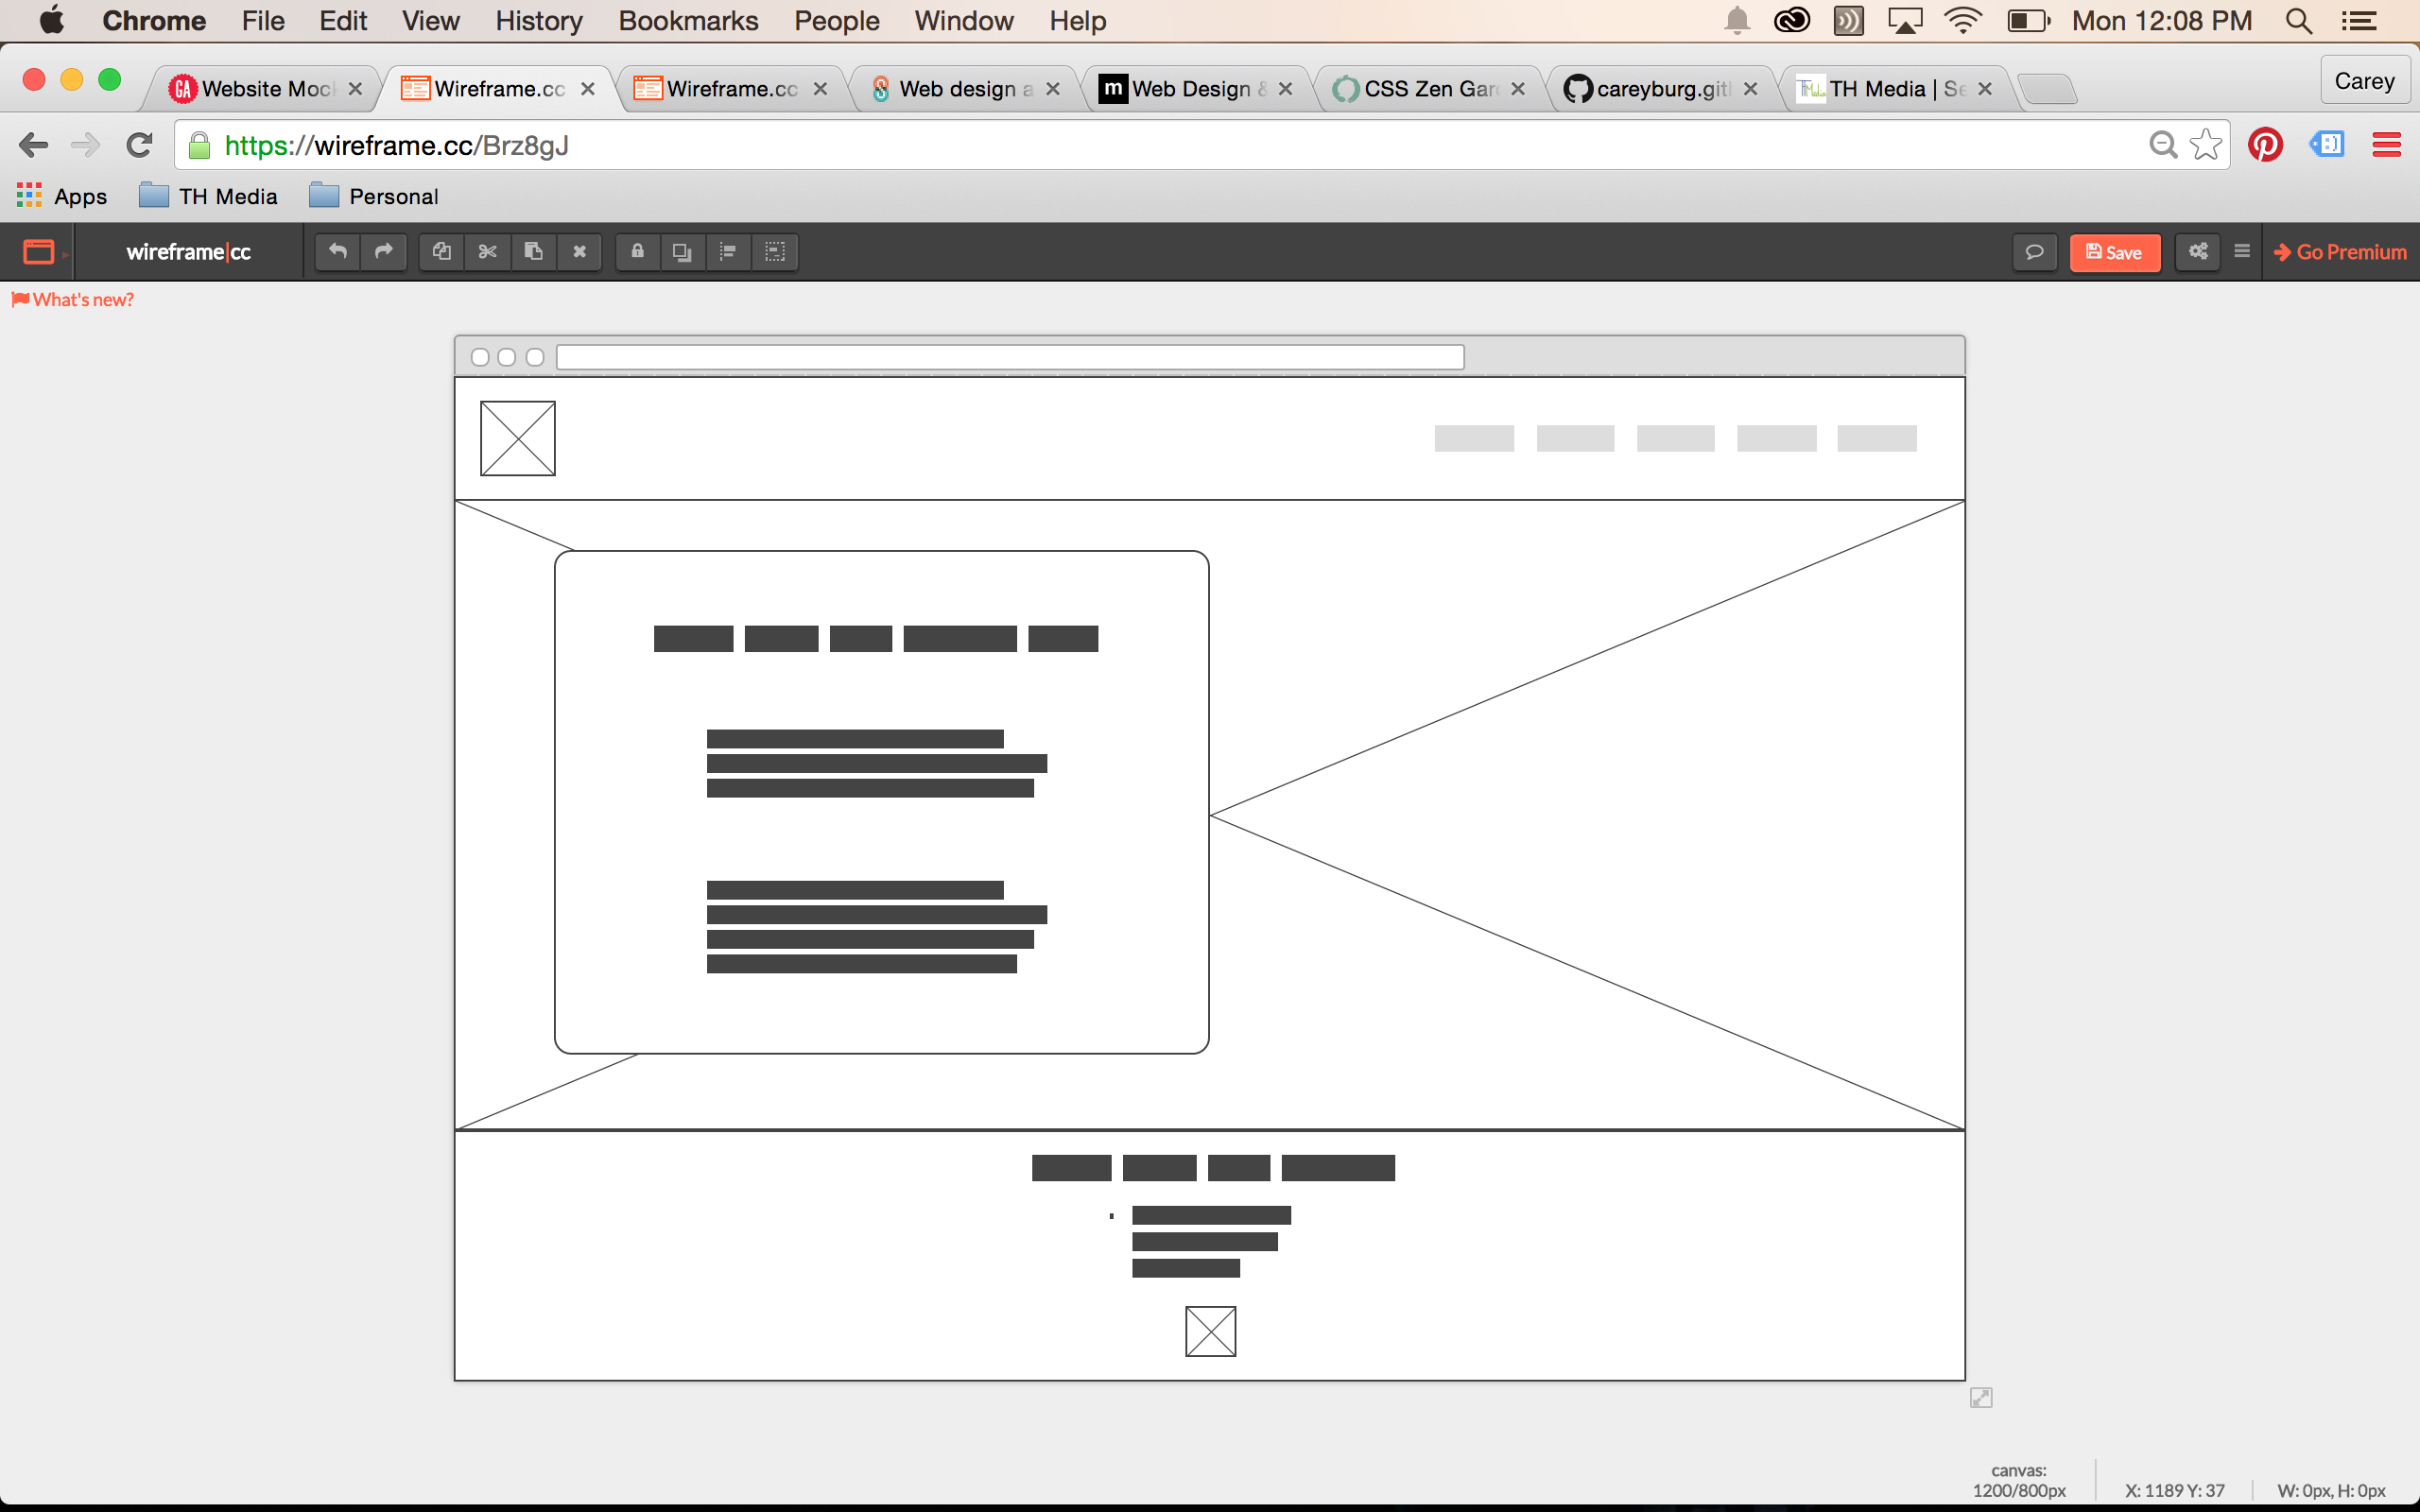 Chrome File Edit View History Bookmarks People Window Help Mon 12:08 PM
GA Website Moc Wireframe.cc Wireframe.cc Web design a m Web Design & CSS Zen Gar careyburg.git TH Media | Se Carey
https://wireframe.cc/Brz8gJ
Apps TH Media Personal
wireframe|cc Save Go Premium
What's new?
canvas:
1200/800px X: 1189 Y: 37 W: 0px, H: 0px